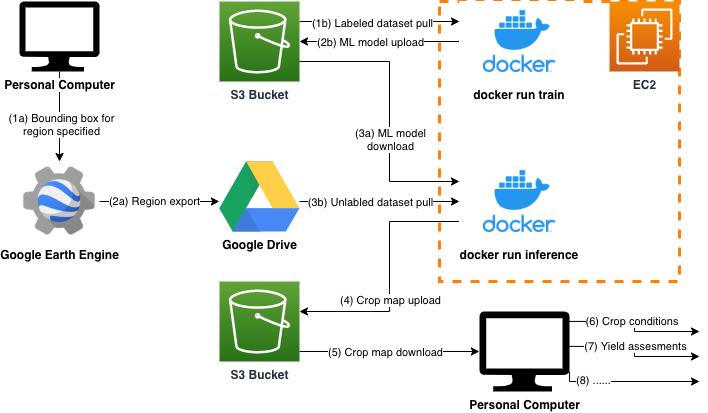 (1b) Labeled dataset pull
(2b) ML model upload
docker
Personal Computer
S3 Bucket
docker run train
EC2
(1a) Bounding box for
region specified
(3a) ML model
download
(2a) Region export
(3b) Unlabled dataset pull
docker
Google Earth Engine
Google Drive
docker run inference
(4) Crop map upload
(5) Crop map download
S3 Bucket
(6) Crop conditions
(7) Yield assesments
(8) ......
Personal Computer